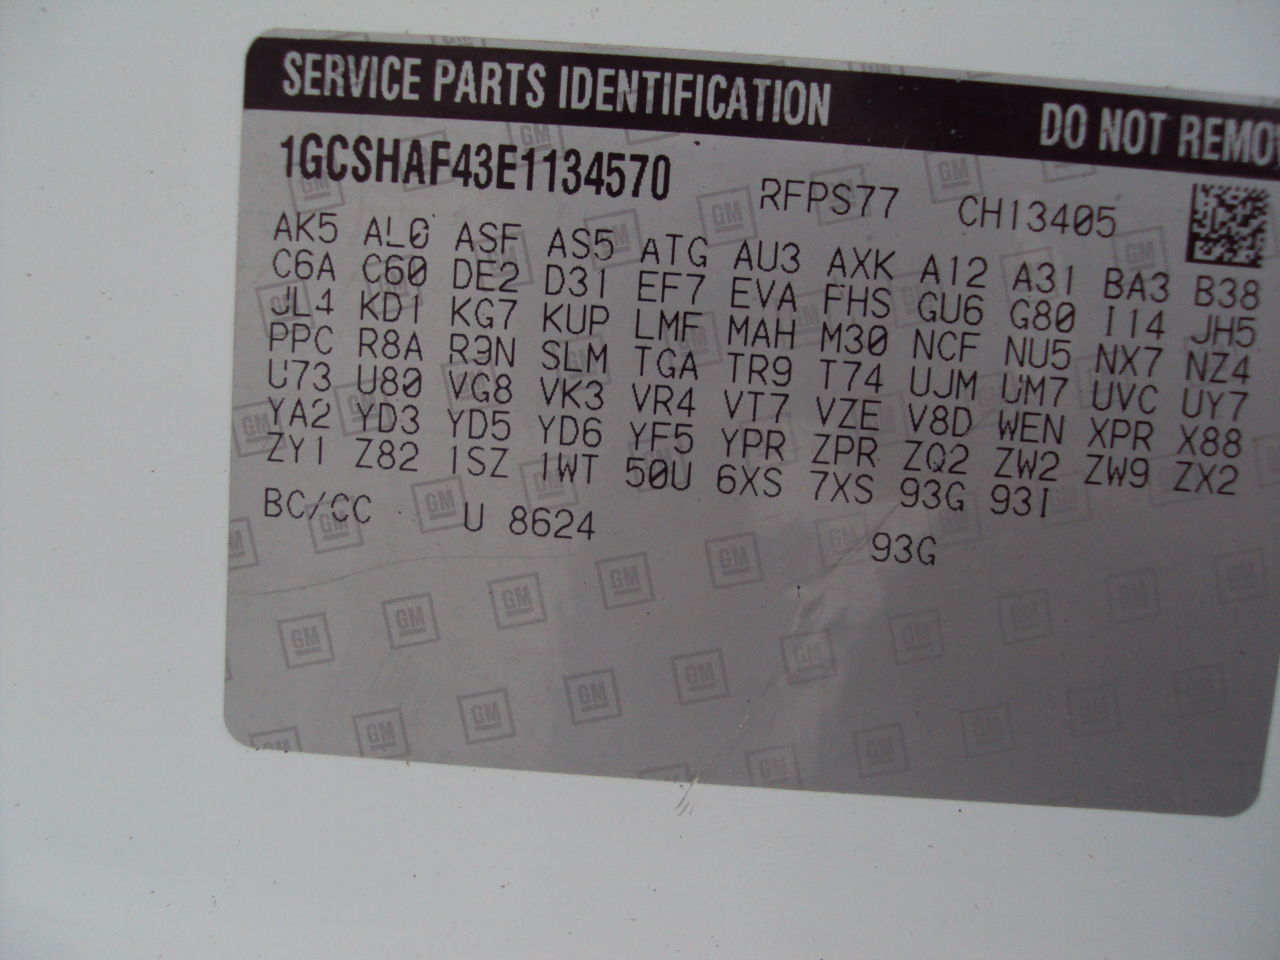 SERVICE PARTS IDENTIFICATION DO NOT REMO
1GCSHAF43E1134570 RFPS77 CH13405
AK5 AL0 ASF AS5 ATG AU3 AXK A12 A31 BA3 B38
C6A C60 DE2 D31 EF7 EVA FHS GU6 G80 I14 JH5
JL4 KD1 KG7 KUP LMF MAH M30 NCF NU5 NX7 NZ4
PPC R8A R9N SLM TGA TR9 T74 UJM UM7 UVC UY7
U73 U80 VG8 VK3 VR4 VT7 VZE V8D WEN XPR X88
YA2 YD3 YD5 YD6 YF5 YPR ZPR ZQ2 ZW2 ZW9 ZX2
ZY1 Z82 1SZ 1WT 50U 6XS 7XS 93G 93I
BC/CC U 8624 93G